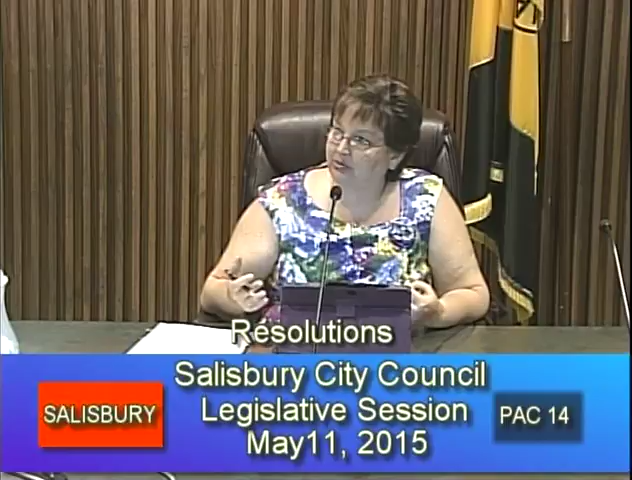 Resolutions
Salisbury City Council
SALISBURY
Legislative Session
PAC 14
May11, 2015